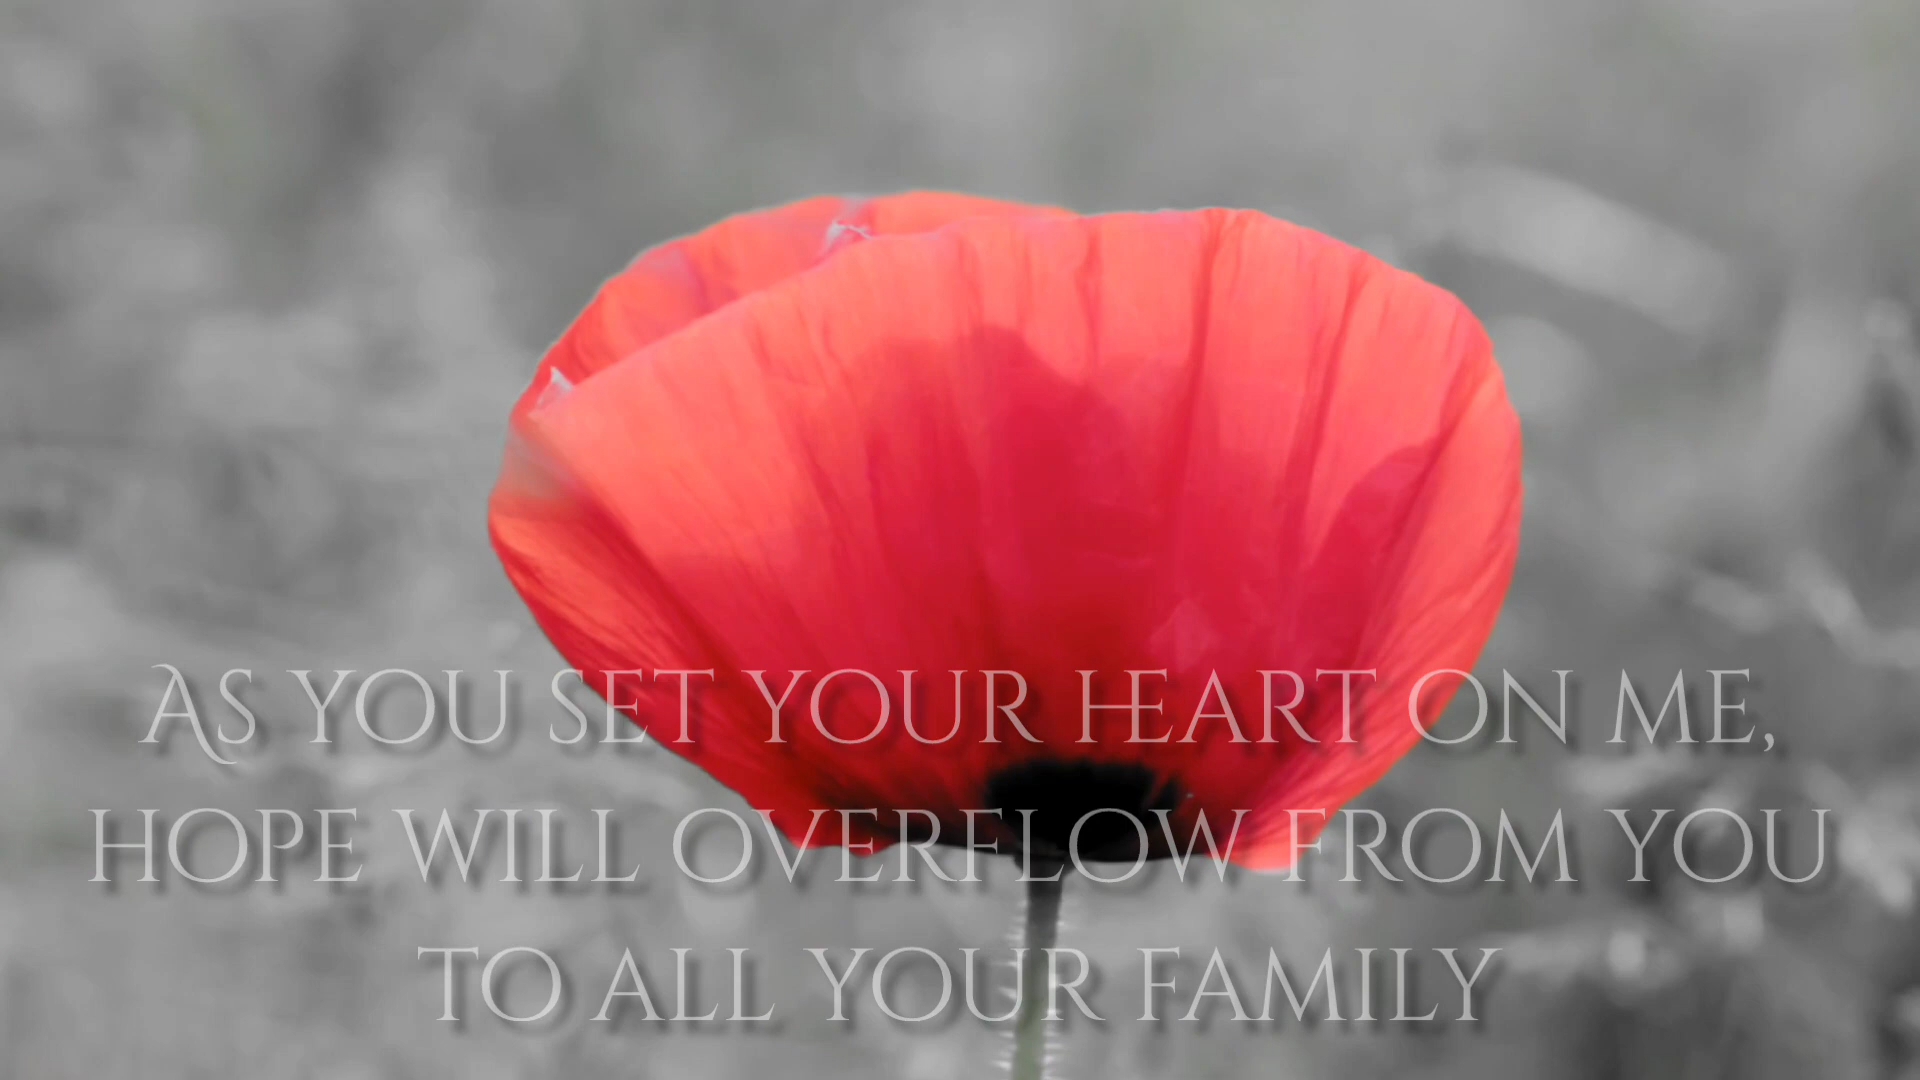 As you set your heart on me,
hope will overflow from you
to all your family